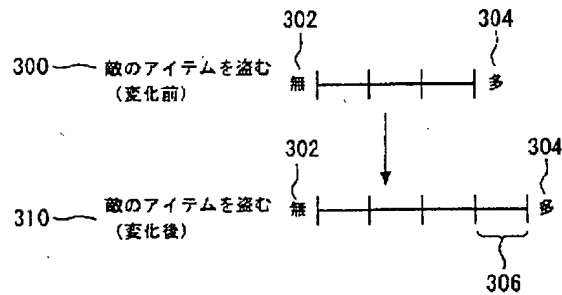 302
304
300
敵のアイテムを盗む
(変化前)
無
多
302
304
310
敵のアイテムを盗む
(変化後)
無
多
306